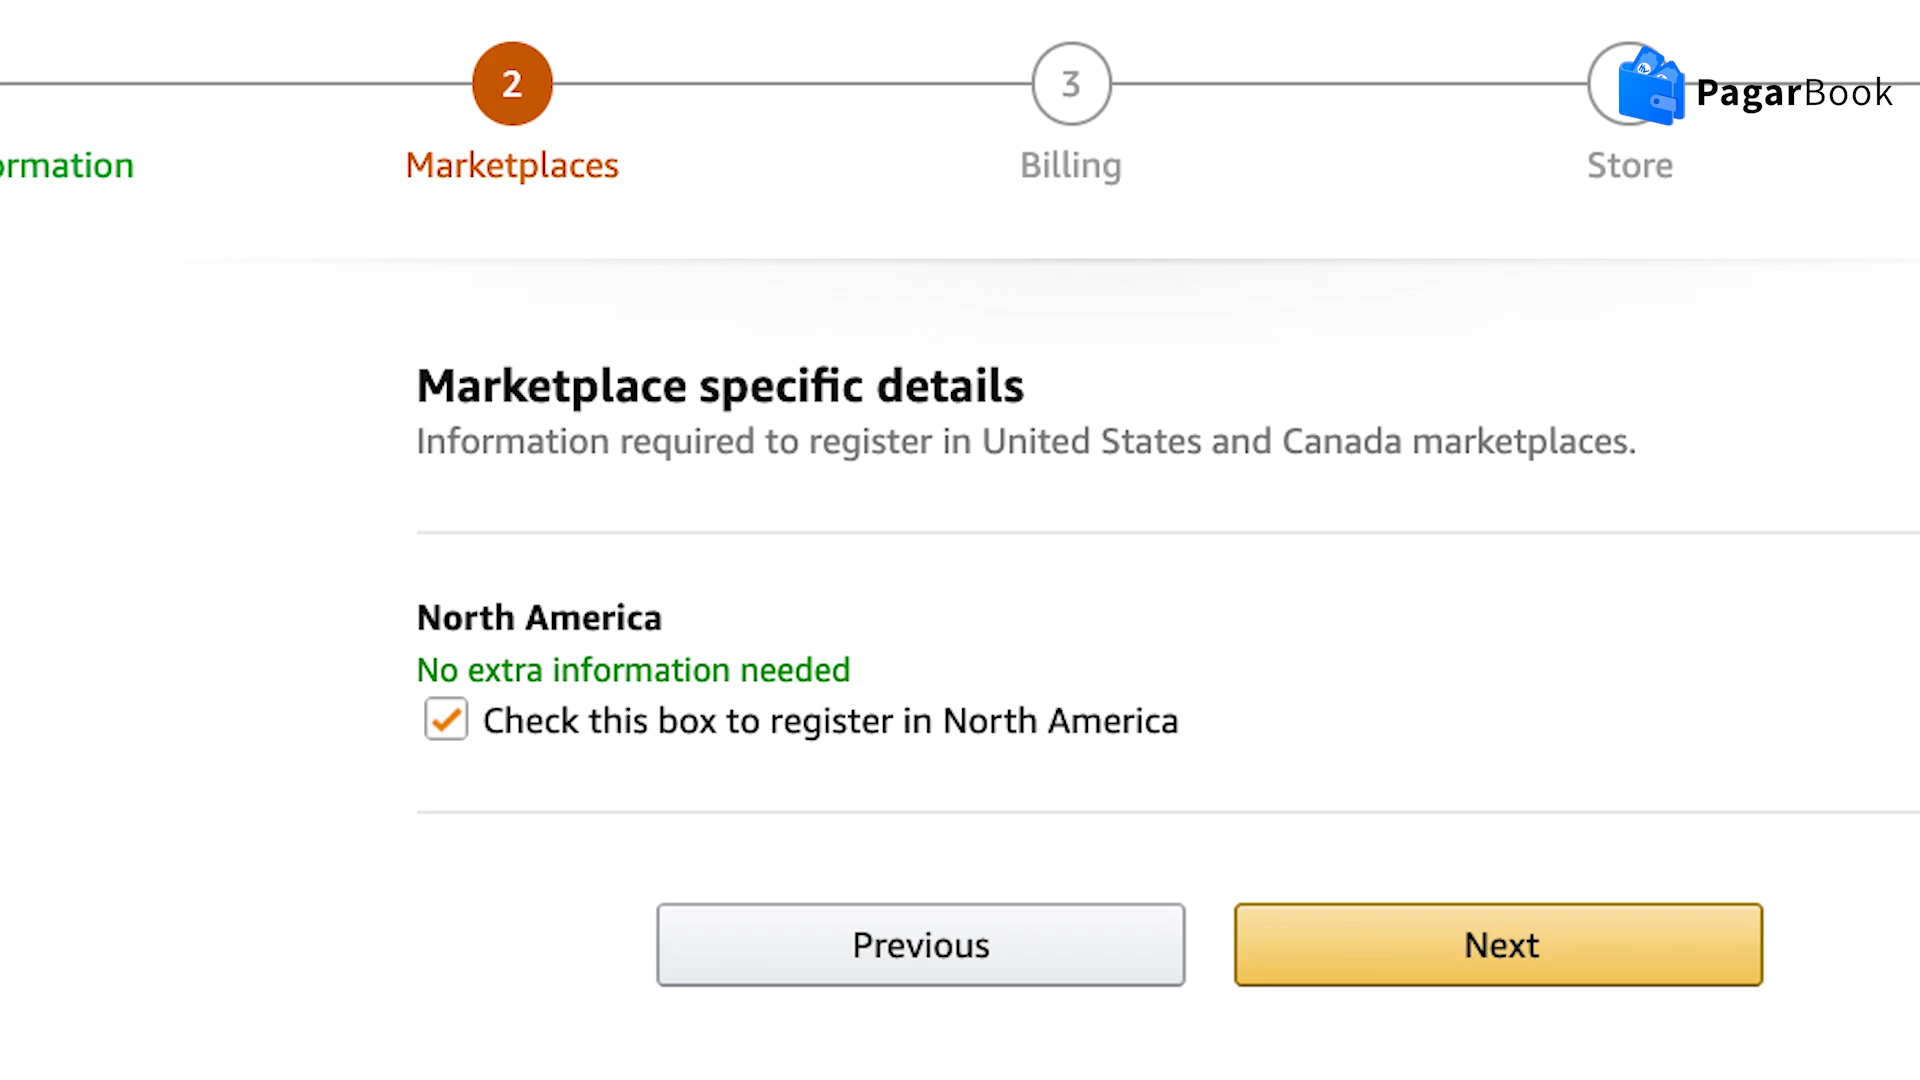 2
3
PagarBook
ormation
Marketplaces
Billing
Store
Marketplace specific details
Information required to register in United States and Canada marketplaces.
North America
No extra information needed
Check this box to register in North America
Previous
Next